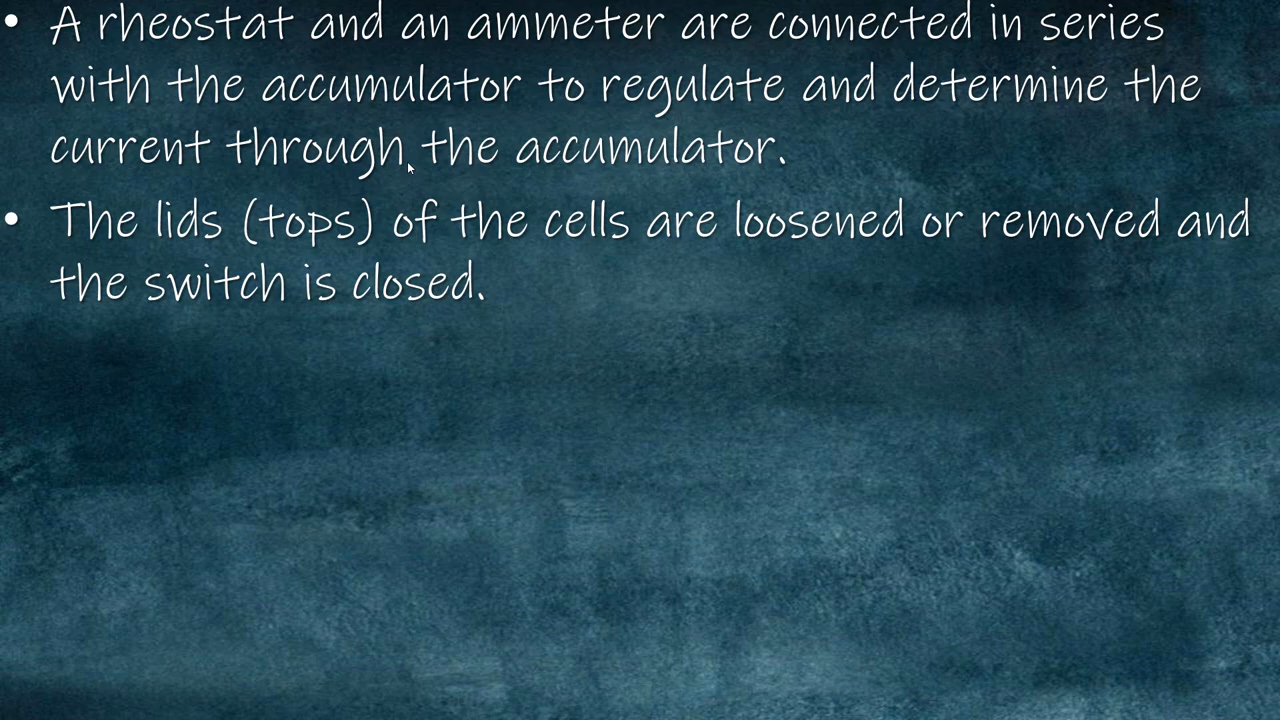 • A rheostat and an ammeter are connected in series
with the accumulator to regulate and determine the
current through the accumulator.
• The lids (tops) of the cells are loosened or removed and
the switch is closed.